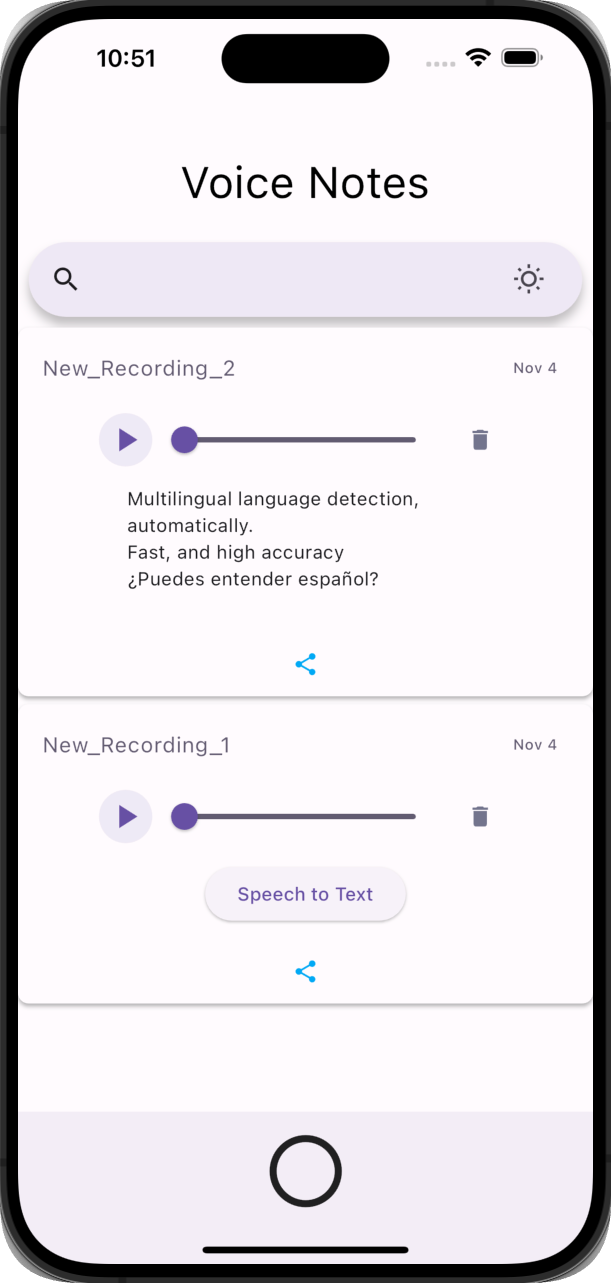 10:51
Voice Notes
New_Recording_2
Nov 4
Multilingual language detection,
automatically.
Fast, and high accuracy
¿Puedes entender español?
New_Recording_1
Nov 4
Speech to Text